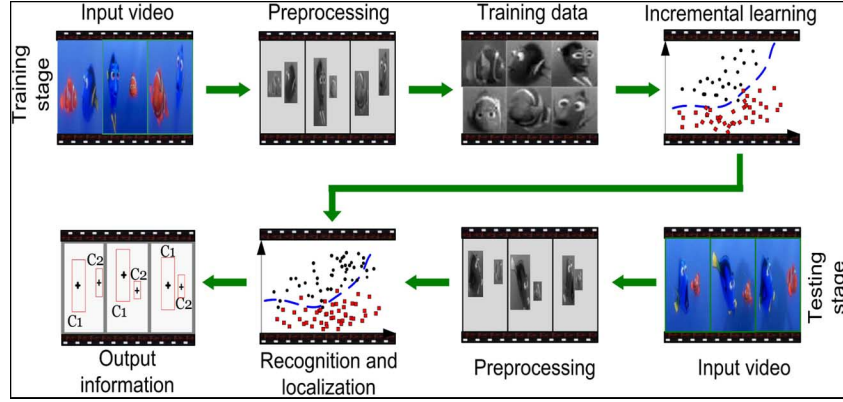 Input video
Preprocessing
Training data
Incremental learning
Training
stage
C1
C2
C2
C1
C1
C2
Testing
stage
Output
information
Recognition and
localization
Preprocessing
Input video